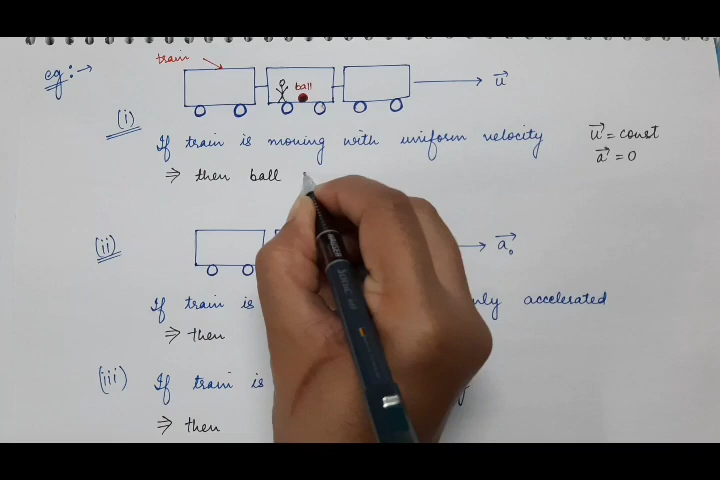 eg:→
train
ball
u
(i)
If train is moving with uniform velocity
u = const
a = 0
⇒ then ball
(ii)
a₀
If train is
accelerated
⇒ then
(iii) If train is
⇒ then